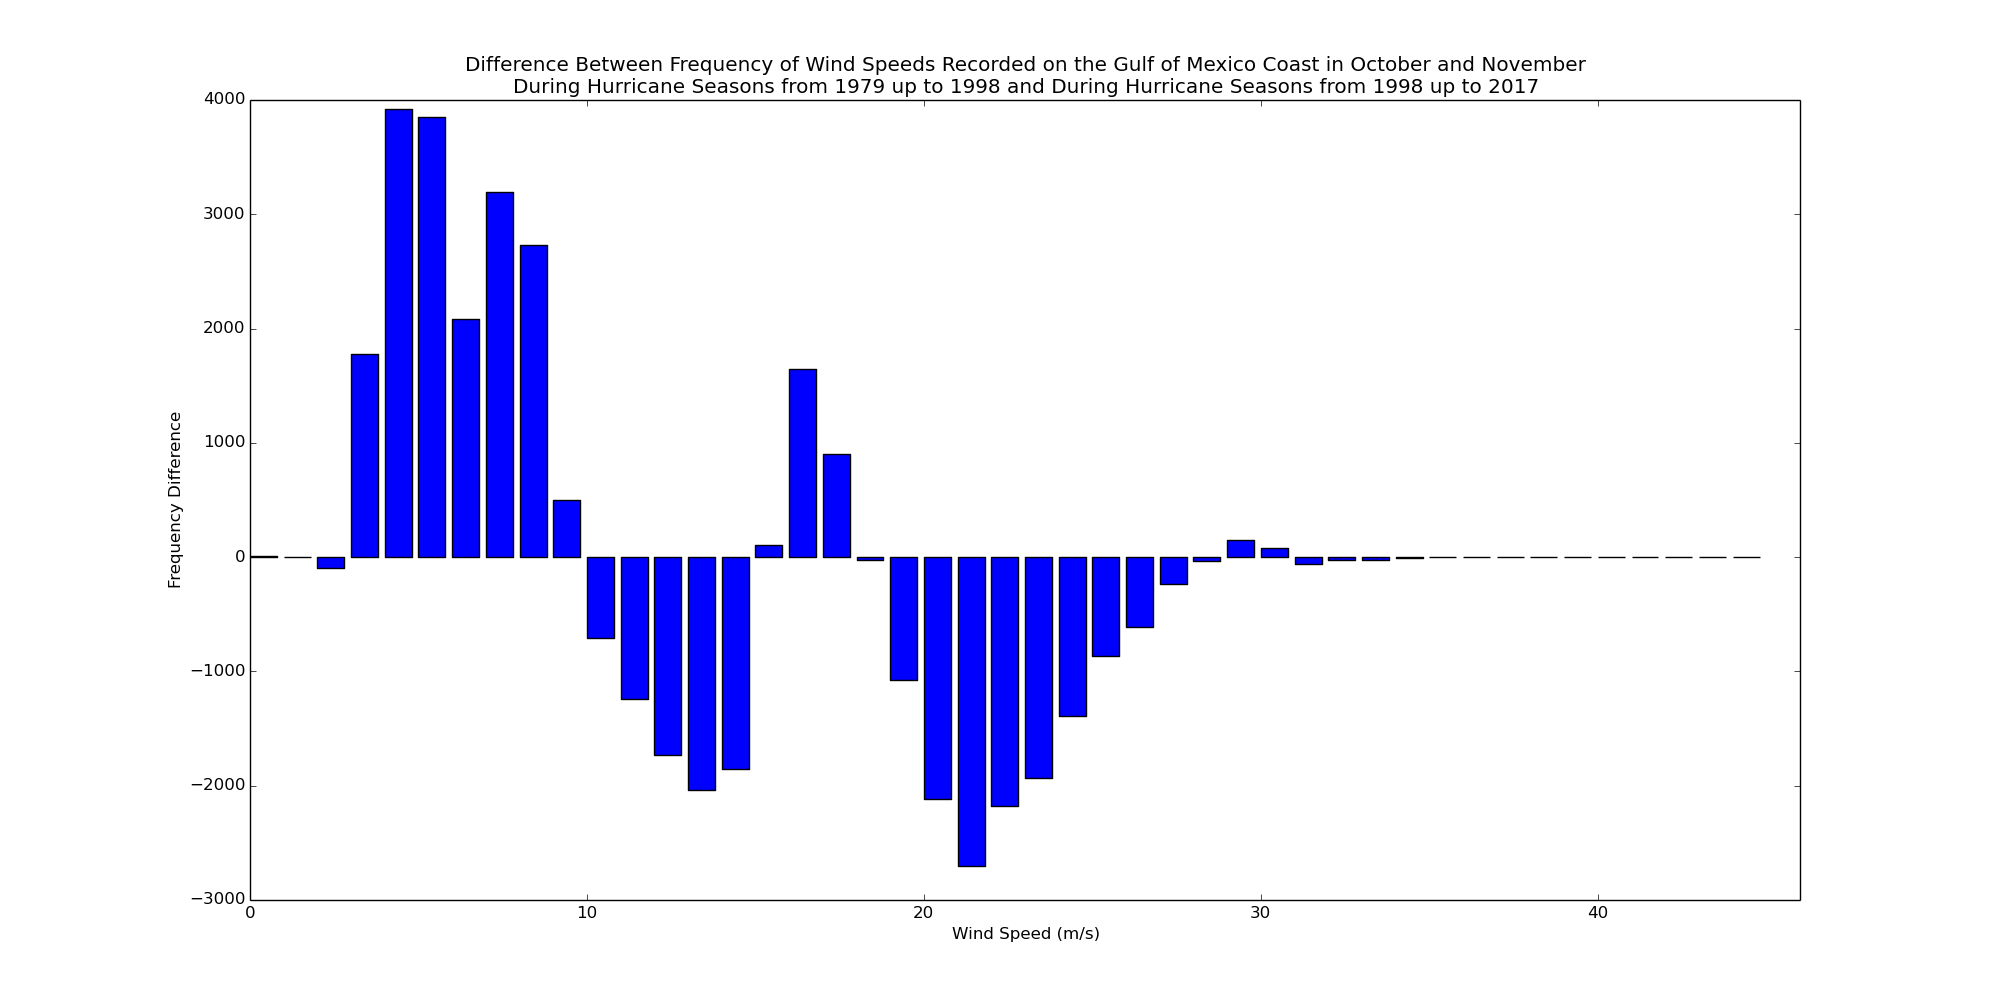 Difference Between Frequency of Wind Speeds Recorded on the Gulf of Mexico Coast in October and November
During Hurricane Seasons from 1979 up to 1998 and During Hurricane Seasons from 1998 up to 2017
4000
3000
2000
1000
0
−1000
−2000
−3000
Frequency Difference
0 10 20 30 40
Wind Speed (m/s)